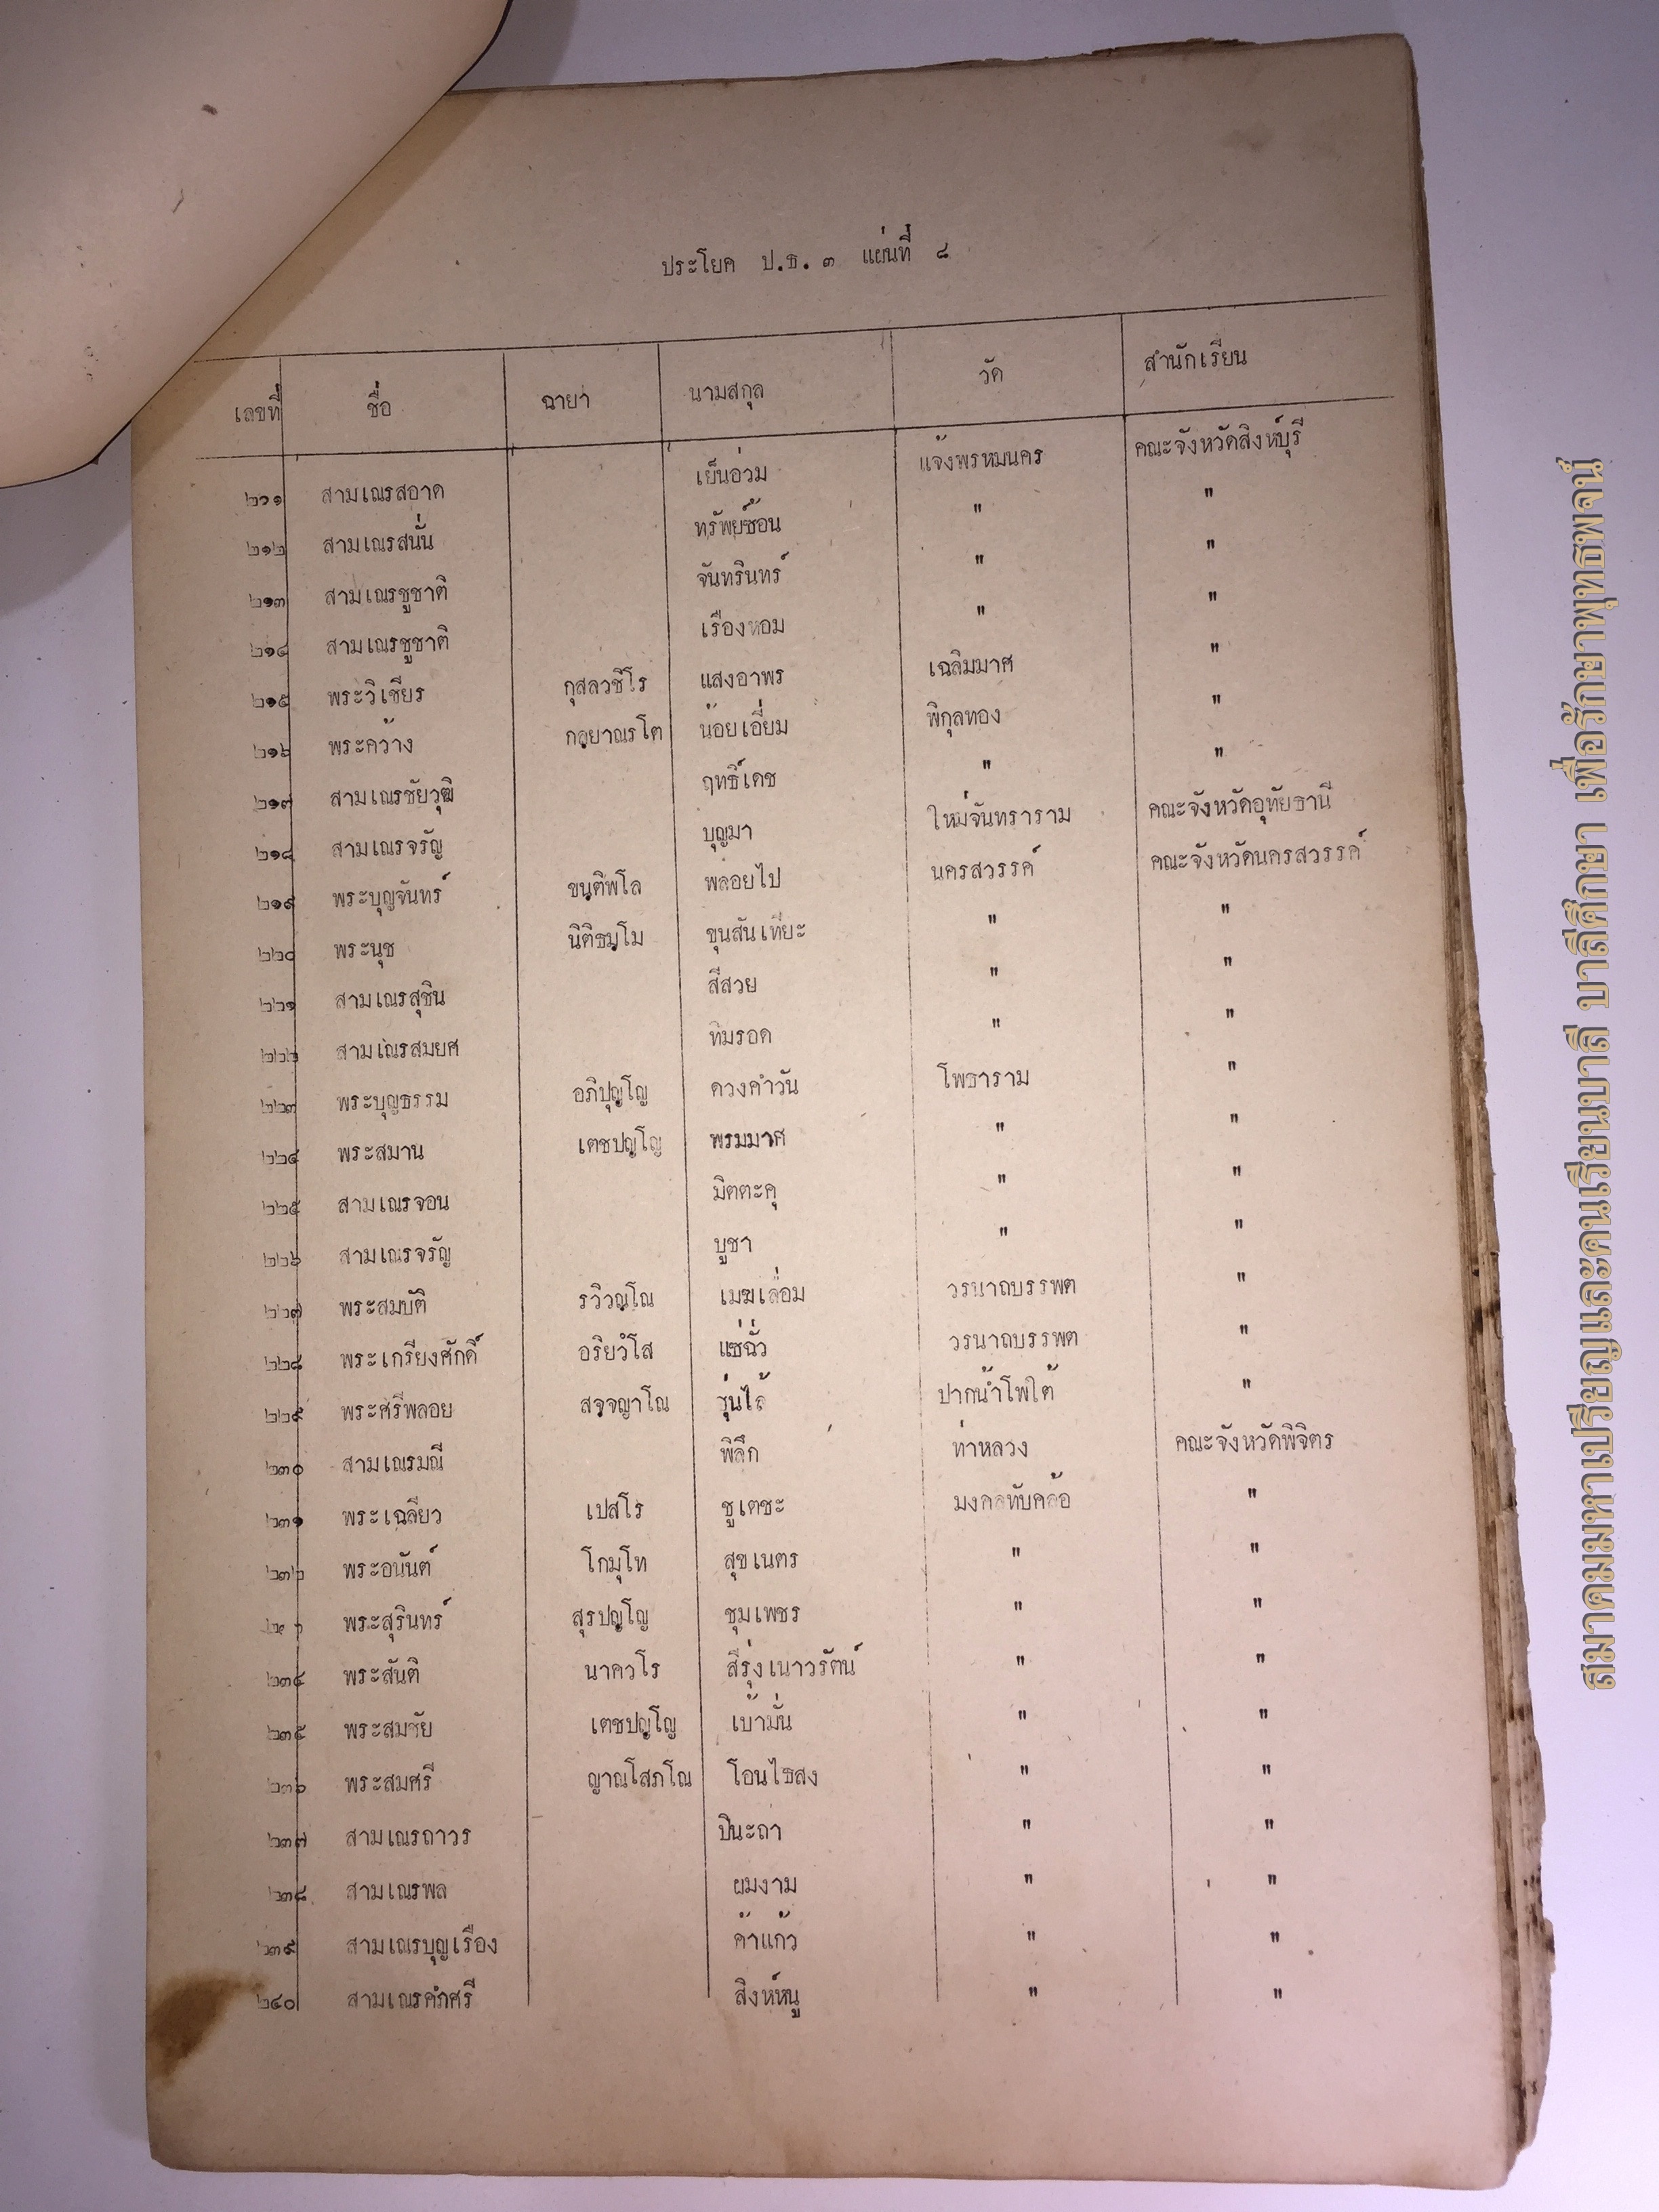 ประโยค ป.ธ. ๓ แผ่นที่ ๘
เลขที่ ชื่อ ฉายา นามสกุล วัด สำนักเรียน
๒๑๑ สามเณรสอาด เย็นอ่วม แจ้งพรหมนคร คณะจังหวัดสิงห์บุรี
๒๑๒ สามเณรสนั่น ทรัพย์ซ้อน " "
๒๑๓ สามเณรชูชาติ จันทรินทร์ " "
๒๑๔ สามเณรชูชาติ เรืองหอม " "
๒๑๕ พระวิเชียร กุสลวชิโร แสงอาพร เฉลิมมาศ "
๒๑๖ พระคว้าง กลฺยาณรโต น้อยเอี่ยม พิกุลทอง "
๒๑๗ สามเณรชัยวุฒิ ฤทธิ์เดช " "
๒๑๘ สามเณรจรัญ บุญมา ใหม่จันทราราม คณะจังหวัดอุทัยธานี
๒๑๙ พระบุญจันทร์ ขนฺติพโล พลอยไป นครสวรรค์ คณะจังหวัดนครสวรรค์
๒๒๐ พระนุช นิติธมฺโม ขุนสันเทียะ " "
๒๒๑ สามเณรสุชิน สีสวย " "
๒๒๒ สามเณรสมยศ ทิมรอด " "
๒๒๓ พระบุญธรรม อภิปุญฺโญ ดวงคำวัน โพธาราม "
๒๒๔ พระสมาน เตชปญฺโญ พรมมาศ " "
๒๒๕ สามเณรจอน มิตตะคุ " "
๒๒๖ สามเณรจรัญ บูชา " "
๒๒๗ พระสมบัติ รวิวณฺโณ เมฆเลื่อม วรนาถบรรพต "
๒๒๘ พระเกรียงศักดิ์ อริยวํโส แซ่ฉั่ว วรนาถบรรพต "
๒๒๙ พระศรีพลอย สจฺจญาโณ รุ่นไล้ ปากน้ำโพใต้ "
๒๓๐ สามเณรมณี พิลึก ท่าหลวง คณะจังหวัดพิจิตร
๒๓๑ พระเฉลียว เปสโร ชูเตชะ มงคลทับคล้อ "
๒๓๒ พระอนันต์ โกมุโท สุขเนตร " "
พระสุรินทร์ สุรปญฺโญ ชุมเพชร " "
๒๓๔ พระสันติ นาควโร สีรุ่งเนาวรัตน์ " "
๒๓๕ พระสมชัย เตชปญฺโญ เบ้ามั่น " "
๒๓๖ พระสมศรี ญาณโสภโณ โอนไธสง " "
๒๓๗ สามเณรถาวร ปินะถา " "
๒๓๘ สามเณรพล ผมงาม " "
๒๓๙ สามเณรบุญเรือง ค้าแก้ว " "
๒๔๐ สามเณรคำศรี สิงห์หนู " "
สมาคมมหาเปรียญและคนเรียนบาลี บาลีศึกษา เพื่อรักษาพุทธพจน์